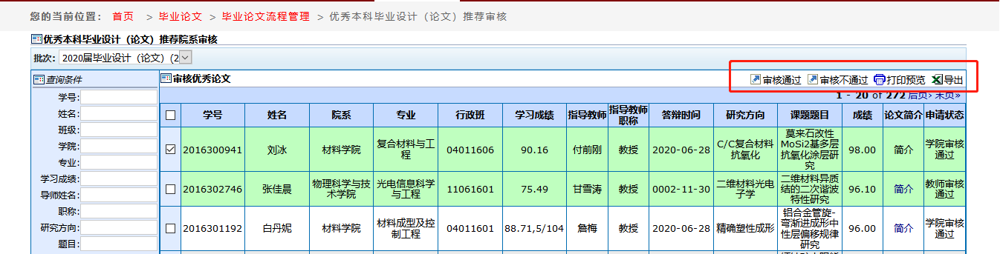 您的当前位置： 首页 > 毕业论文 > 毕业论文流程管理 > 优秀本科毕业设计（论文）推荐审核
优秀本科毕业设计（论文）推荐院系审核
批次： 2020届毕业设计（论文）(2
查询条件
学号:
姓名:
班级:
学院:
专业:
学习成绩:
导师姓名:
职称:
研究方向:
题目:
审核优秀论文 审核通过 审核不通过 打印预览 导出
1 - 20 of 272 后页› 末页»
学号 姓名 院系 专业 行政班 学习成绩 指导教师 指导教师职称 答辩时间 研究方向 课题题目 成绩 论文简介 申请状态
2016300941 刘冰 材料学院 复合材料与工程 04011606 90.16 付前刚 教授 2020-06-28 C/C复合材料抗氧化 莫来石改性MoSi2基多层抗氧化涂层研究 98.00 简介 学院审核通过
2016302746 张佳晨 物理科学与技术学院 光电信息科学与工程 11061601 75.49 甘雪涛 教授 0002-11-30 二维材料光电子学 二维材料异质结的二次谐波特性研究 96.10 简介 教师审核通过
2016301192 白丹妮 材料学院 材料成型及控制工程 04011601 88.71,5/104 詹梅 教授 2020-06-28 精确塑性成形 铝合金管旋-弯渐进成形中性层偏移规律研究 96.00 简介 学院审核通过